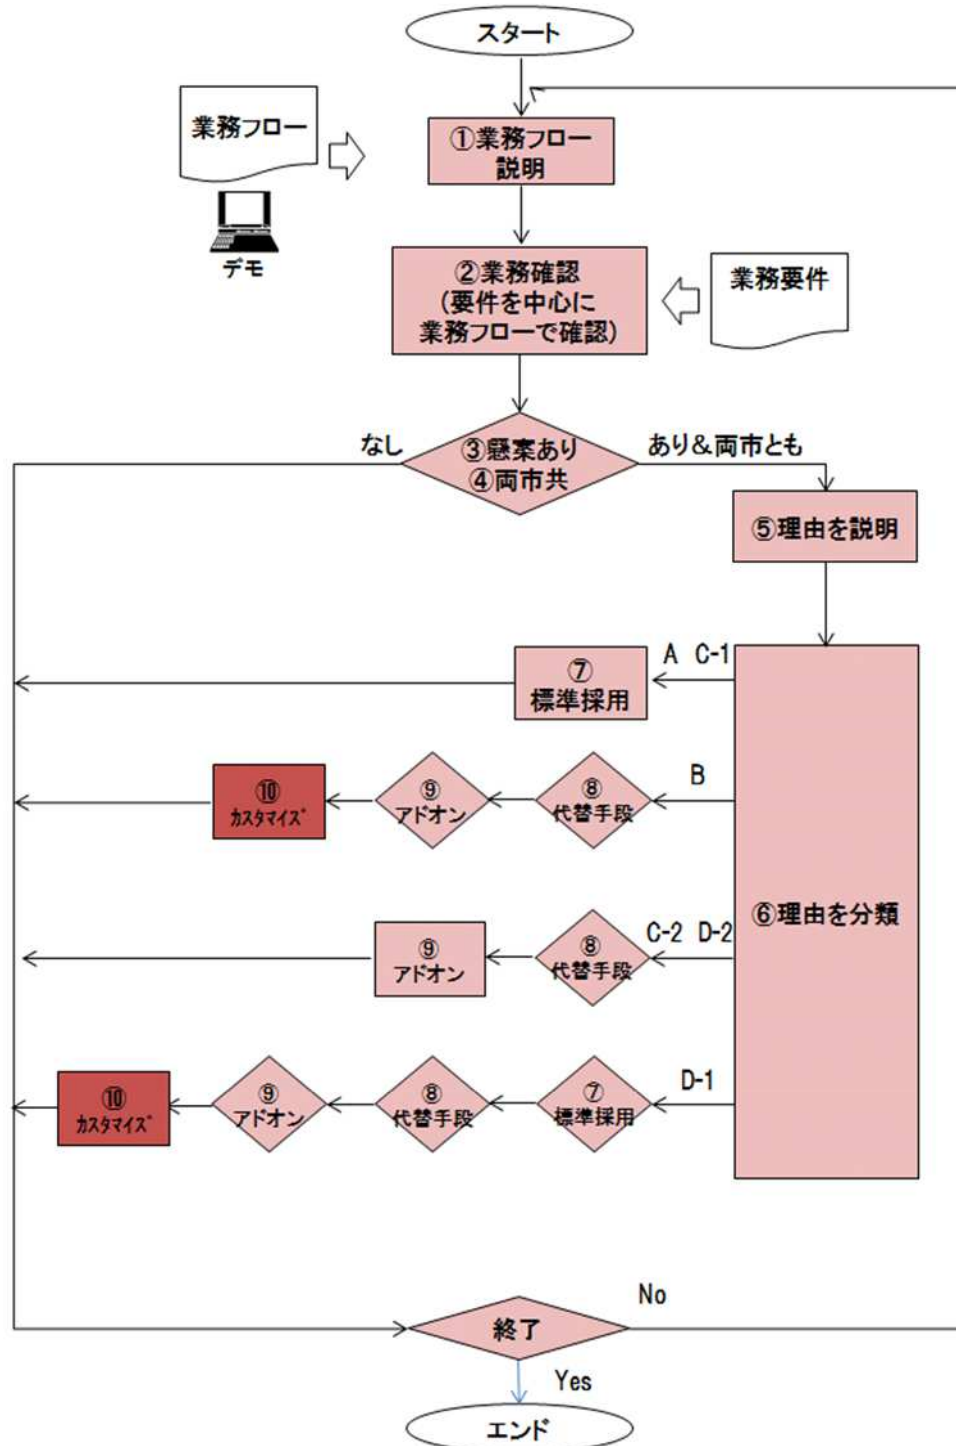 スタート
業務フロー
①業務フロー
説明
デモ
②業務確認
(要件を中心に
業務フローで確認)
業務要件
なし
③懸案あり
④両市共
あり&両市とも
⑤理由を説明
⑦
標準採用
A C-1
⑩
ｶｽﾀﾏｲｽﾞ
⑨
アドオン
⑧
代替手段
B
⑥理由を分類
⑨
アドオン
⑧
代替手段
C-2 D-2
⑩
ｶｽﾀﾏｲｽﾞ
⑨
アドオン
⑧
代替手段
⑦
標準採用
D-1
終了
No
Yes
エンド